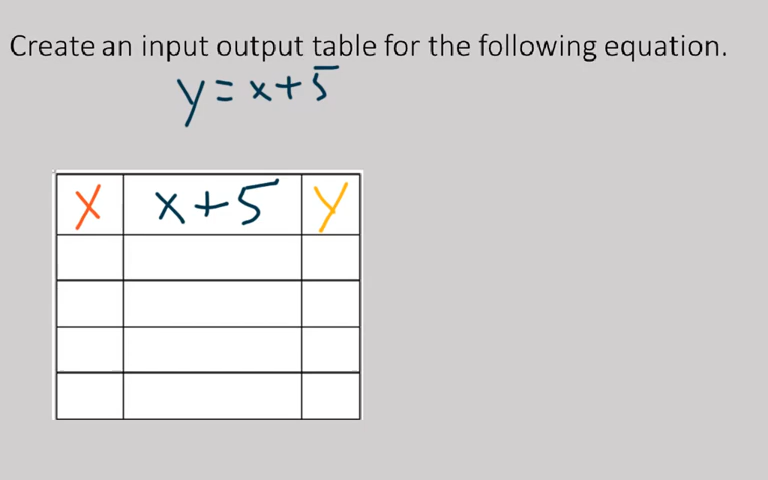 Create an input output table for the following equation.
y = x + 5
x x + 5 y